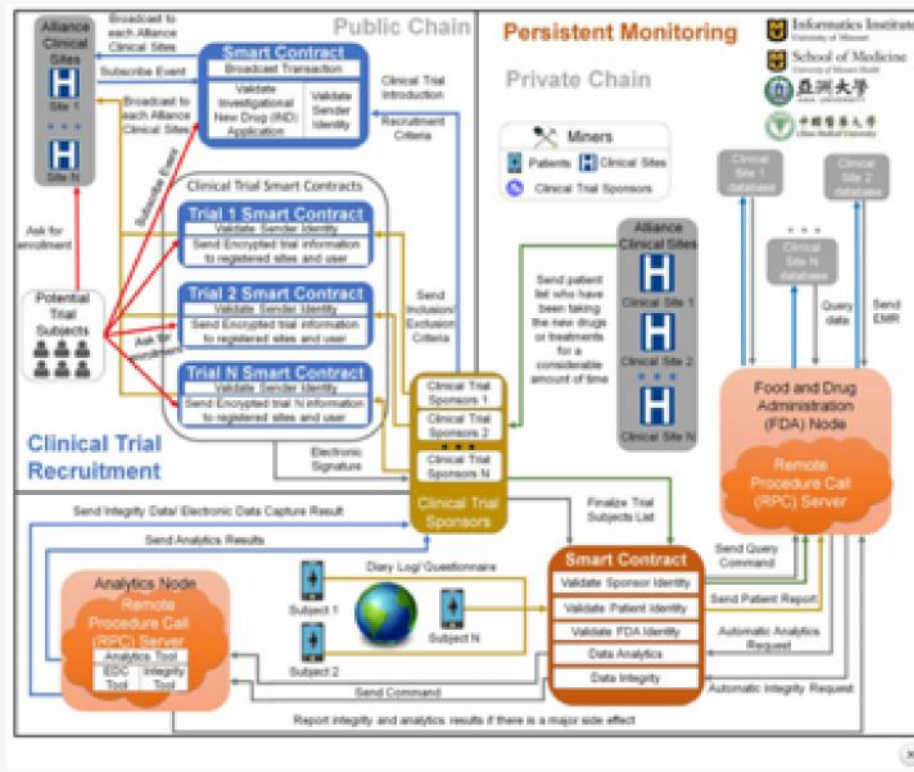 Public Chain
Alliance
Clinical
Sites
Site 1
Site N
Broadcast to
each Alliance
Clinical Sites
Subscribe Event
Broadcast to
each Alliance
Clinical Sites
Smart Contract
Broadcast Transaction
Validate
Investigational
New Drug (IND)
Application
Validate
Sender
Identity
Clinical Trial
Introduction
Recruitment
Criteria
Subscribe Event
Clinical Trial Smart Contracts
Trial 1 Smart Contract
Validate Sender Identity
Send Encrypted trial information
to registered sites and user
Trial 2 Smart Contract
Validate Sender Identity
Send Encrypted trial information
to registered sites and user
Trial N Smart Contract
Validate Sender Identity
Send Encrypted trial N information
to registered sites and user
Ask for
enrollment
Potential
Trial
Subjects
Ask for
enrollment
Send
Inclusion/
Exclusion
Criteria
Clinical Trial
Recruitment
Electronic
Signature
Clinical Trial
Sponsors 1
Clinical Trial
Sponsors 2
Clinical Trial
Sponsors N
Clinical Trial
Sponsors
Persistent Monitoring
Private Chain
Informatics Institute
University of Missouri
School of Medicine
University of Missouri Health
亞洲大學
ASIA UNIVERSITY
中國醫藥大學
China Medical University
Miners
Patients
Clinical Sites
Clinical Trial Sponsors
Alliance
Clinical Sites
Clinical Site 1
Clinical Site 2
Clinical Site N
Send patient
list who have
been taking
the new drugs
or treatments
for a
considerable
amount of time
Clinical
Site 1
database
Clinical
Site 2
database
Clinical
Site N
database
Query
data
Send
EMR
Food and Drug
Administration
(FDA) Node
Remote
Procedure Call
(RPC) Server
Finalize Trial
Subjects List
Send Query
Command
Send Patient Report
Automatic Analytics
Request
Automatic Integrity Request
Smart Contract
Validate Sponsor Identity
Validate Patient Identity
Validate FDA Identity
Data Analytics
Data Integrity
Send Integrity Data/ Electronic Data Capture Result
Send Analytics Results
Analytics Node
Remote
Procedure Call
(RPC) Server
Analytics Tool
EDC
Tool
Integrity
Tool
Diary Log/ Questionnaire
Subject 1
Subject N
Subject 2
Send Command
Report integrity and analytics results if there is a major side effect